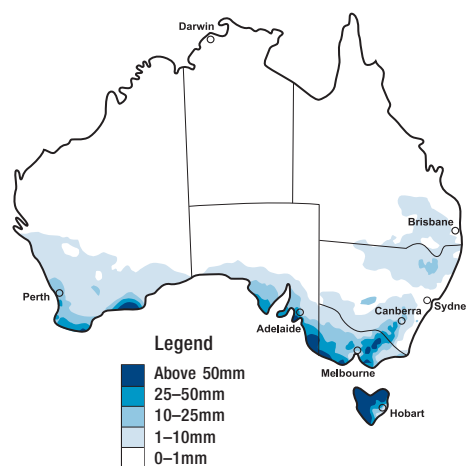 Darwin
Brisbane
Perth
Sydne
Canberra
Adelaide
Melbourne
Hobart
Legend
Above 50mm
25–50mm
10–25mm
1–10mm
0–1mm